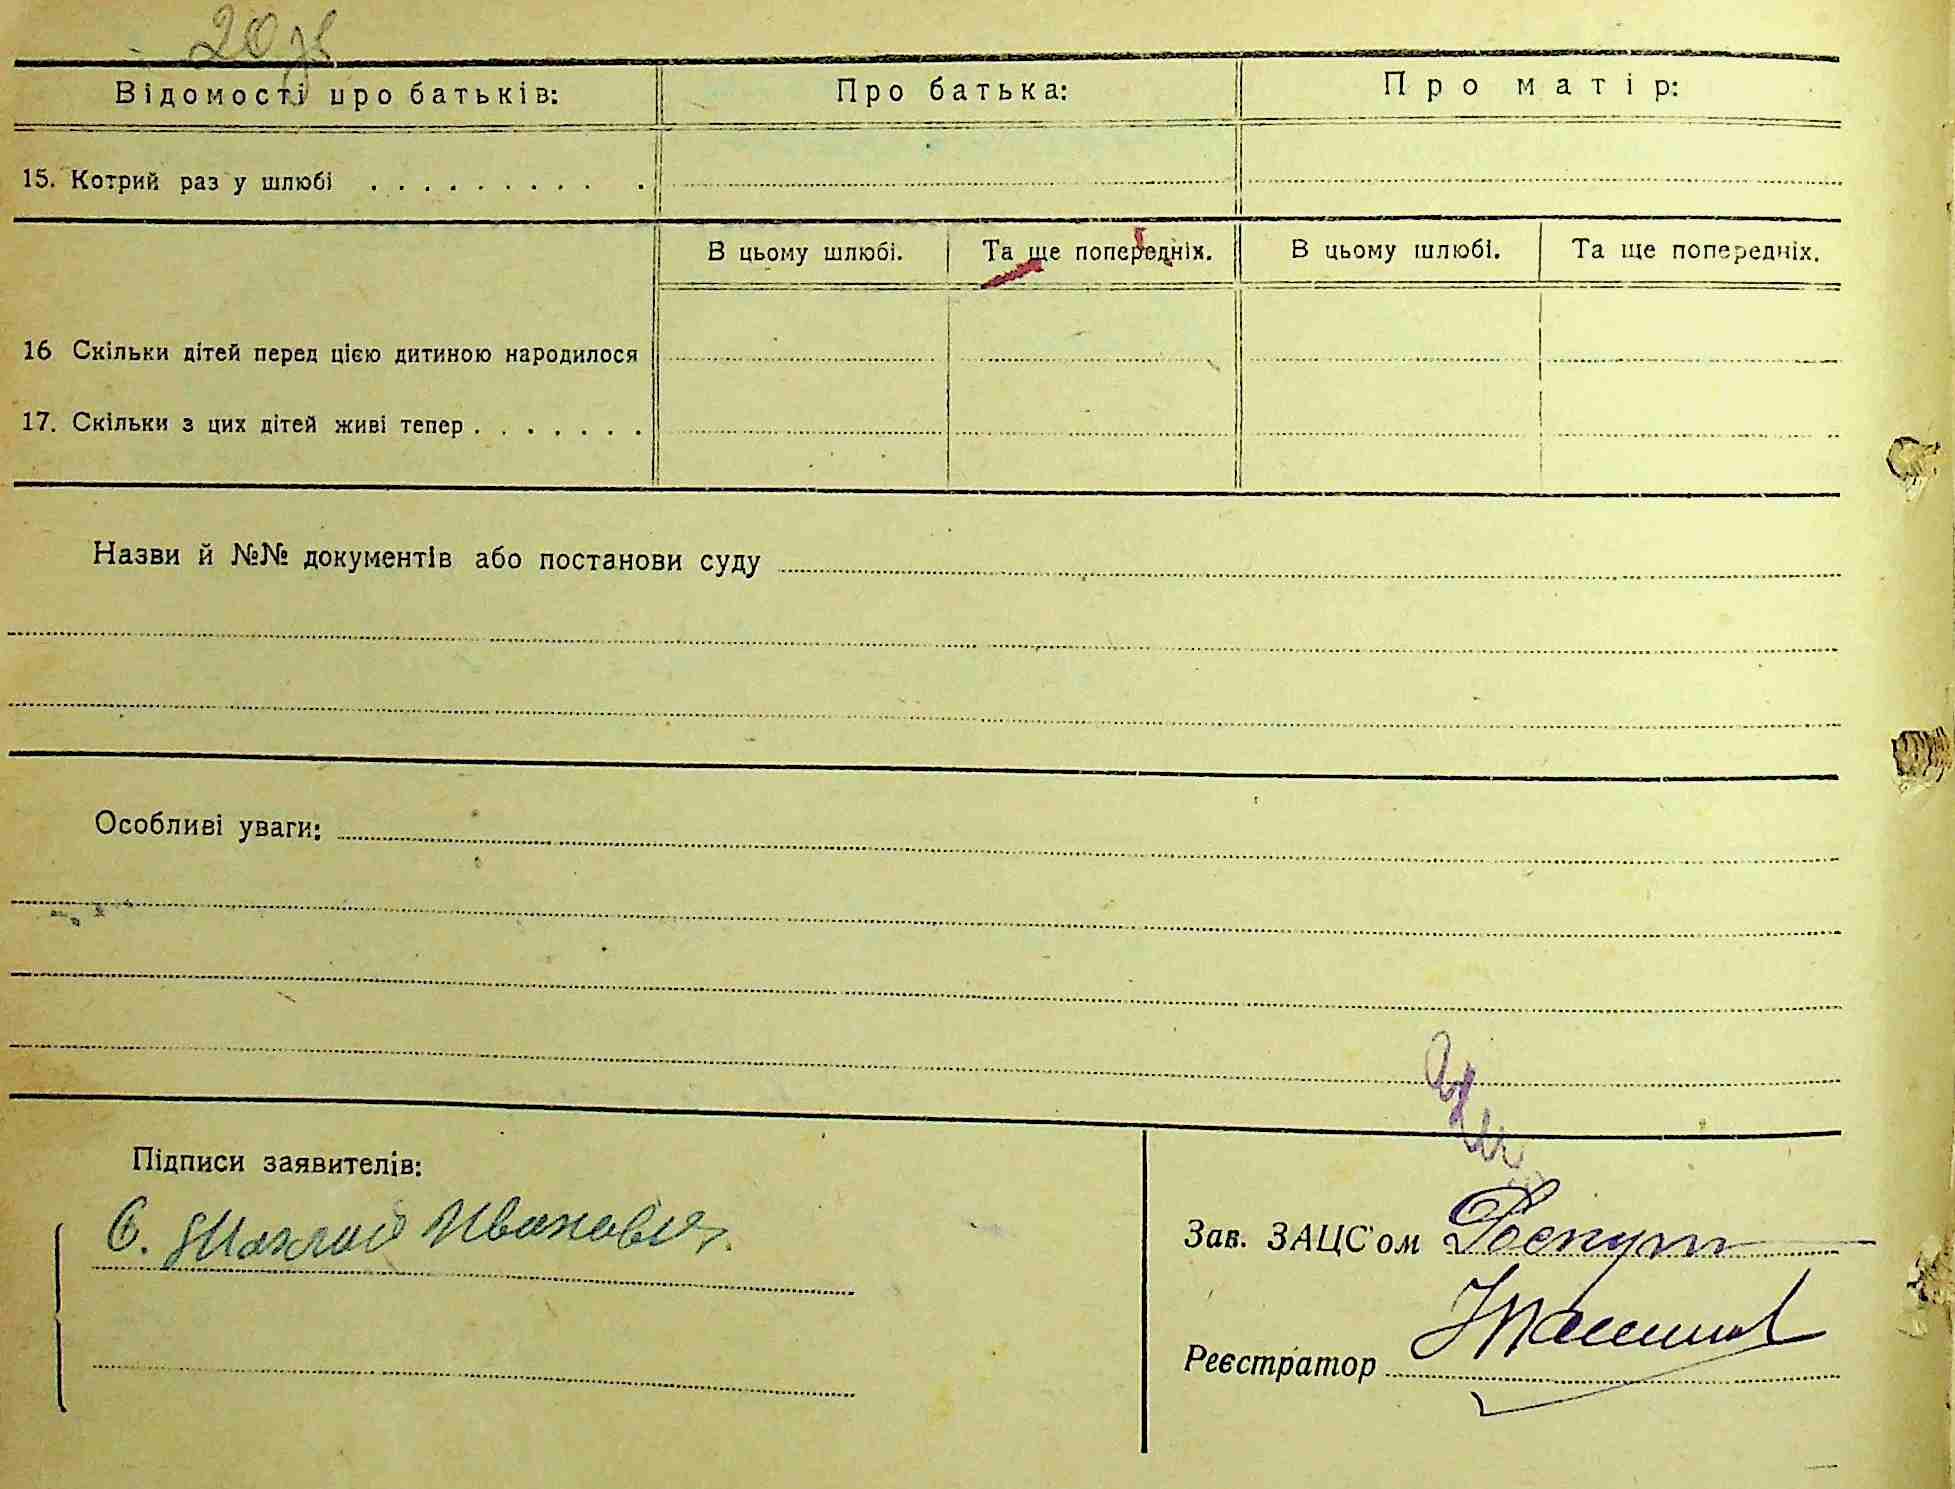 20
Відомості про батьків: Про батька: Про матір:
15. Котрий раз у шлюбі . . . . . . . . . . .
В цьому шлюбі. Та ще попередніх. В цьому шлюбі. Та ще попередніх.
16 Скільки дітей перед цією дитиною народилося
17. Скільки з цих дітей живі тепер . . . . . . .
Назви й №№ документів або постанови суду
Особливі уваги:
Підписи заявителів:
Зав. ЗАЦС'ом
Реєстратор